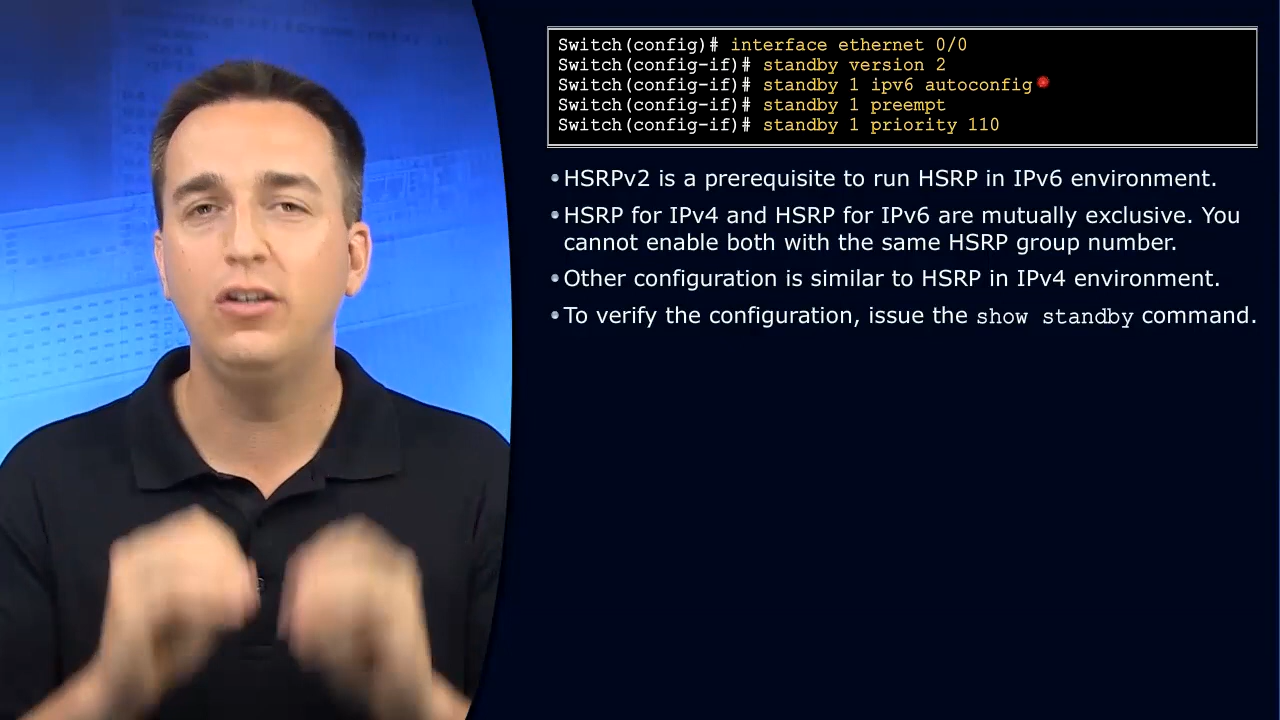 Switch(config)# interface ethernet 0/0
Switch(config-if)# standby version 2
Switch(config-if)# standby 1 ipv6 autoconfig
Switch(config-if)# standby 1 preempt
Switch(config-if)# standby 1 priority 110
•HSRPv2 is a prerequisite to run HSRP in IPv6 environment.
•HSRP for IPv4 and HSRP for IPv6 are mutually exclusive. You
cannot enable both with the same HSRP group number.
•Other configuration is similar to HSRP in IPv4 environment.
•To verify the configuration, issue the show standby command.